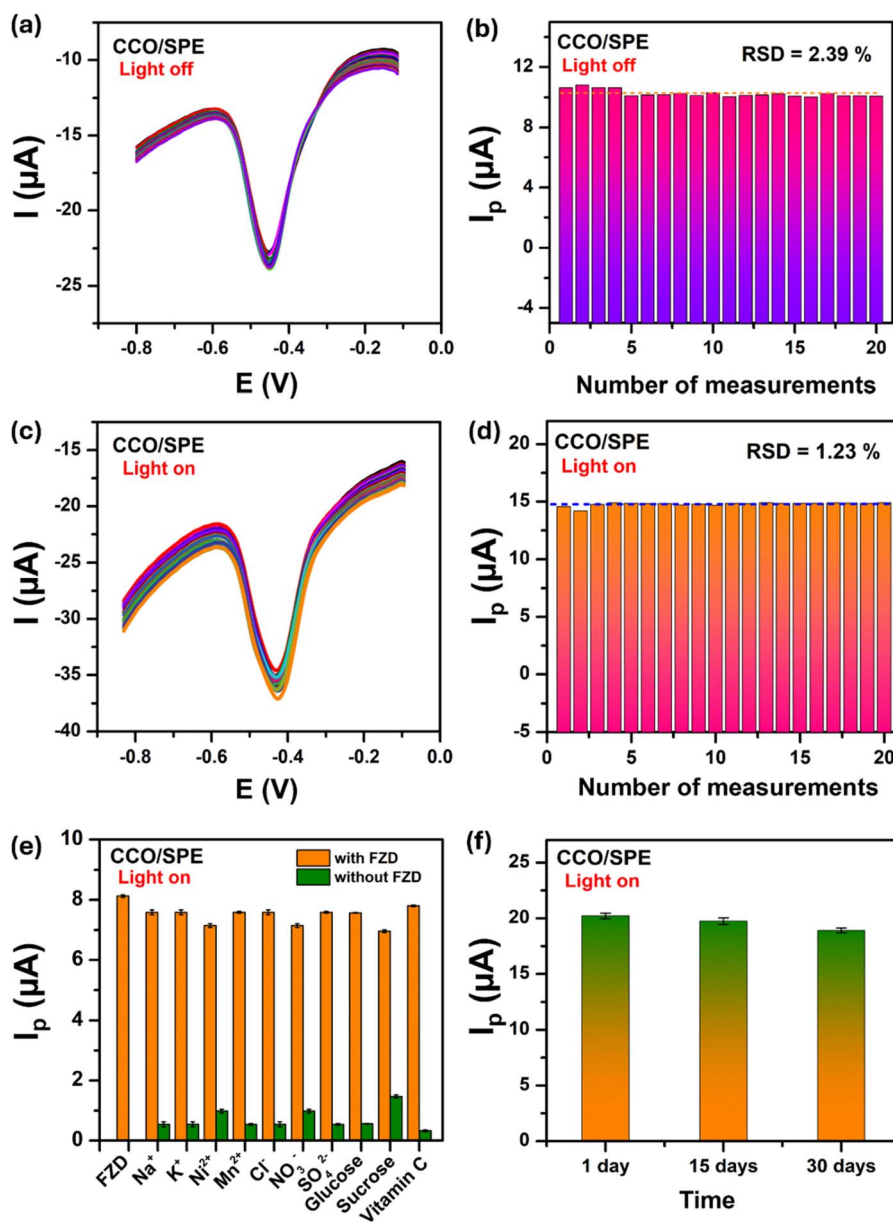 (a)
CCO/SPE
Light off
I (µA)
-10
-15
-20
-25
-0.8
-0.6
-0.4
-0.2
0.0
E (V)
(b)
CCO/SPE
Light off
RSD = 2.39 %
Ip (µA)
12
8
4
0
-4
0
5
10
15
20
Number of measurements
(c)
CCO/SPE
Light on
I (µA)
-15
-20
-25
-30
-35
-40
-0.8
-0.6
-0.4
-0.2
0.0
E (V)
(d)
CCO/SPE
Light on
RSD = 1.23 %
Ip (µA)
20
15
10
5
0
-5
0
5
10
15
20
Number of measurements
(e)
CCO/SPE
Light on
with FZD
without FZD
Ip (µA)
10
8
6
4
2
0
FZD
Na⁺
K⁺
Ni²⁺
Mn²⁺
Cl⁻
NO₃⁻
SO₄²⁻
Glucose
Sucrose
Vitamin C
(f)
CCO/SPE
Light on
Ip (µA)
25
20
15
10
5
0
1 day
15 days
30 days
Time